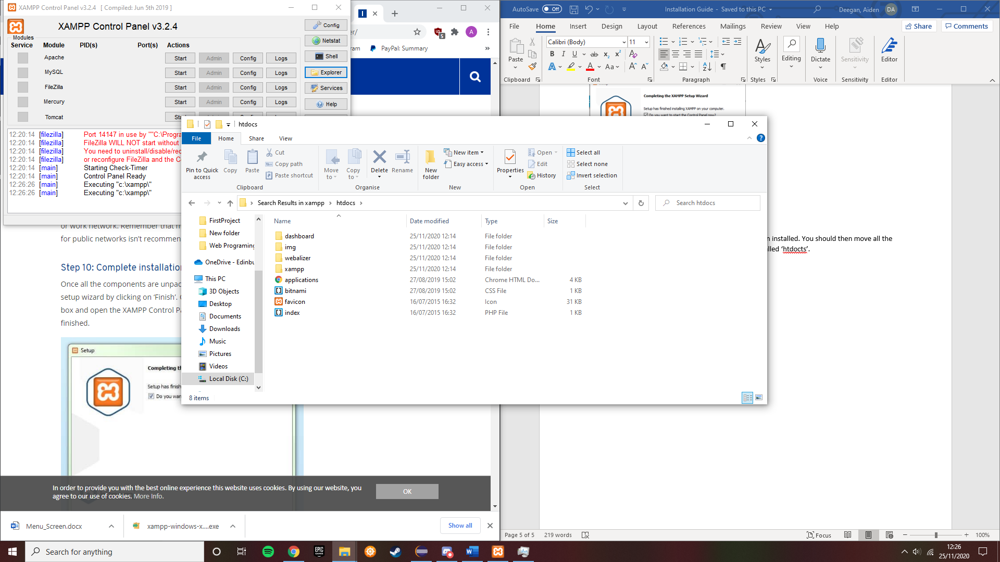 XAMPP Control Panel v3.2.4 [ Compiled: Jun 5th 2019 ]
XAMPP Control Panel v3.2.4
Modules
Service Module PID(s) Port(s) Actions
Apache Start Admin Config Logs
MySQL Start Admin Config Logs
FileZilla Start Admin Config Logs
Mercury Start Admin Config Logs
Tomcat
Config
Netstat
Shell
Explorer
Services
Help
12:20:14 [filezilla] Port 14147 in use by ""C:\Progra
12:20:14 [filezilla] FileZilla WILL NOT start without
12:20:14 [filezilla] You need to uninstall/disable/rec
12:20:14 [filezilla] or reconfigure FileZilla and the C
12:20:14 [main] Starting Check-Timer
12:20:14 [main] Control Panel Ready
12:26:26 [main] Executing "c:\xampp\"
12:26:26 [main] Executing "c:\xampp\"
er/
5
A
ram PayPal: Summary
or work network. Remember that m
for public networks isn't recommen
Step 10: Complete installation
Once all the components are unpac
setup wizard by clicking on 'Finish'.
box and open the XAMPP Control Pa
finished.
Setup
Completing th
Setup has finish
Do you wan
In order to provide you with the best online experience this website uses cookies. By using our website, you
agree to our use of cookies. More Info.
OK
Menu_Screen.docx
xampp-windows-x....exe
Show all
AutoSave Off
Installation Guide - Saved to this PC
Deegan, Aiden DA
File Home Insert Design Layout References Mailings Review View Help
Share Comments
Paste
Calibri (Body) 11
B I U ab x2 x2
A A Aa A A
Styles Editing Dictate Sensitivity Editor
Clipboard Font Paragraph Styles Voice Sensitivity Editor
Completing the XAMPP Setup Wizard
Setup has finished installing XAMPP on your computer.
Do you want to start the Control Panel now?
n installed. You should then move all the
lled 'htdocts'.
Page 5 of 5 219 words
Focus
100%
htdocs
File Home Share View
Pin to Quick access
Copy
Paste
Cut
Copy path
Paste shortcut
Move to
Copy to
Delete
Rename
New folder
New item
Easy access
Properties
Open
Edit
History
Select all
Select none
Invert selection
Clipboard Organise New Open Select
Search Results in xampp htdocs
Search htdocs
FirstProject
New folder
Web Programing
OneDrive - Edinbu
This PC
3D Objects
Desktop
Documents
Downloads
Music
Pictures
Videos
Local Disk (C:)
Name Date modified Type Size
dashboard 25/11/2020 12:14 File folder
img 25/11/2020 12:14 File folder
webalizer 25/11/2020 12:14 File folder
xampp 25/11/2020 12:14 File folder
applications 27/08/2019 15:02 Chrome HTML Do... 4 KB
bitnami 27/08/2019 15:02 CSS File 1 KB
favicon 16/07/2015 16:32 Icon 31 KB
index 16/07/2015 16:32 PHP File 1 KB
8 items
Search for anything
EPIC GAMES
12:26
25/11/2020